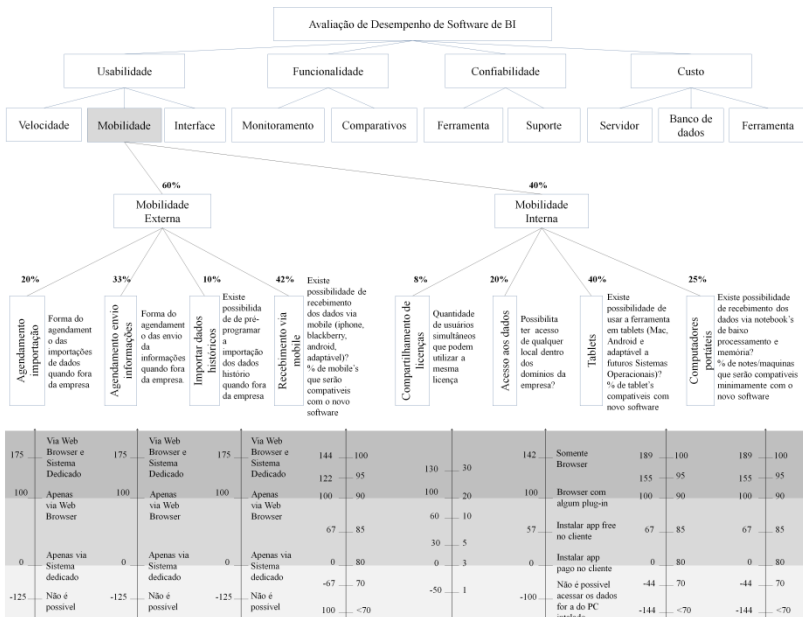 Avaliação de Desempenho de Software de BI
Usabilidade
Funcionalidade
Confiabilidade
Custo
Velocidade
Mobilidade
Interface
Monitoramento
Comparativos
Ferramenta
Suporte
Servidor
Banco de
dados
Ferramenta
60%
Mobilidade
Externa
40%
Mobilidade
Interna
20%
Agendamento
importação
Forma do
agendament
o das
importações
de dados
quando fora
da empresa
33%
Agendamento envio
informações
Forma do
agendament
o das envio
da
informações
quando fora
da empresa.
10%
Importar dados
históricos
Existe
possibilida
de de pré-
programar
a
importação
dos dados
histório
quando fora
da empresa
42%
Recebimento via
mobile
Existe
possibilidade de
recebimento
dos dados via
mobile (iphone,
blackberry,
android,
adaptável)?
% de mobile's
que serão
compatíveis
com o novo
software
8%
Compartilhamento de
licenças
Quantidade
de usuários
simultâneos
que podem
utilizar a
mesma
licença
20%
Acesso aos dados
Possibilita
ter acesso
de qualquer
local dentro
dos
domínios da
empresa?
40%
Tablets
Existe
possibilidade de
usar a ferramenta
em tablets (Mac,
Android e
adaptável a
futuros Sistemas
Operacionais)?
% de tablet's
compatíveis com
novo software
25%
Computadores
portáteis
Existe possibilidade
de recebimento dos
dados via notebook's
de baixo
processamento e
memória?
% de notes/maquinas
que serão compatíveis
minimamente com o
novo software
175
Via Web
Browser e
Sistema
Dedicado
100
Apenas
via Web
Browser
0
Apenas via
Sistema
dedicado
-125
Não é
possível
175
Via Web
Browser e
Sistema
Dedicado
100
Apenas
via Web
Browser
0
Apenas via
Sistema
dedicado
-125
Não é
possível
175
Via Web
Browser e
Sistema
Dedicado
100
Apenas
via Web
Browser
0
Apenas via
Sistema
dedicado
-125
Não é
possível
144 100
122 95
100 90
67 85
0 80
-67 70
100 <70
130 30
100 20
60 10
30 5
0 3
-50 1
142 Somente
Browser
100 Browser com
algum plug-in
57 Instalar app free
no cliente
0 Instalar app
pago no cliente
-100 Não é possível
acessar os dados
for a do PC
189 100
155 95
100 90
67 85
0 80
-44 70
-144 <70
189 100
155 95
100 90
67 85
0 80
-44 70
-144 <70